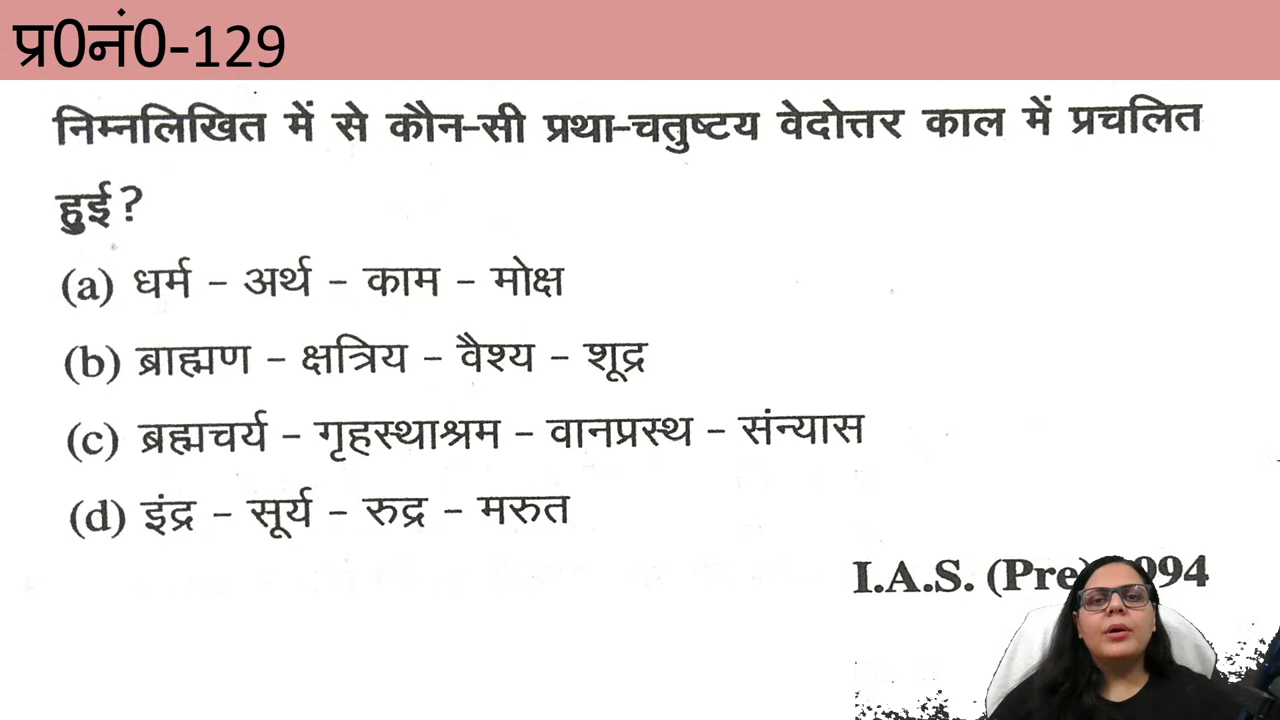 प्र0नं0-129
निम्नलिखित में से कौन-सी प्रथा-चतुष्टय वेदोत्तर काल में प्रचलित
हुई?
(a) धर्म - अर्थ - काम - मोक्ष
(b) ब्राह्मण - क्षत्रिय - वैश्य - शूद्र
(c) ब्रह्मचर्य - गृहस्थाश्रम - वानप्रस्थ - संन्यास
(d) इंद्र - सूर्य - रुद्र - मरुत
I.A.S. (Pre)